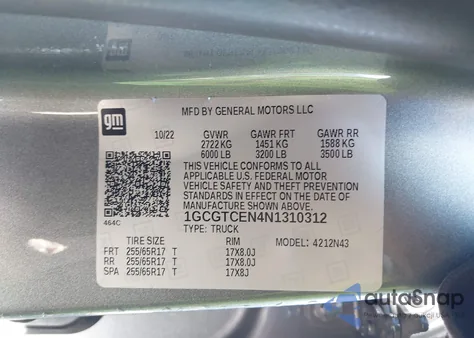 gm
MFD BY GENERAL MOTORS LLC
10/22 GVWR GAWR FRT GAWR RR
2722 KG 1451 KG 1588 KG
6000 LB 3200 LB 3500 LB
THIS VEHICLE CONFORMS TO ALL
APPLICABLE U.S. FEDERAL MOTOR
VEHICLE SAFETY AND THEFT PREVENTION
STANDARDS IN EFFECT ON THE DATE OF
MANUFACTURE SHOWN ABOVE.
1GCGTCEN4N1310312
464C TYPE: TRUCK
TIRE SIZE RIM MODEL: 4212N43
FRT 255/65R17 T 17X8.0J
RR 255/65R17 T 17X8.0J
SPA 255/65R17 T 17X8J
autoSnap